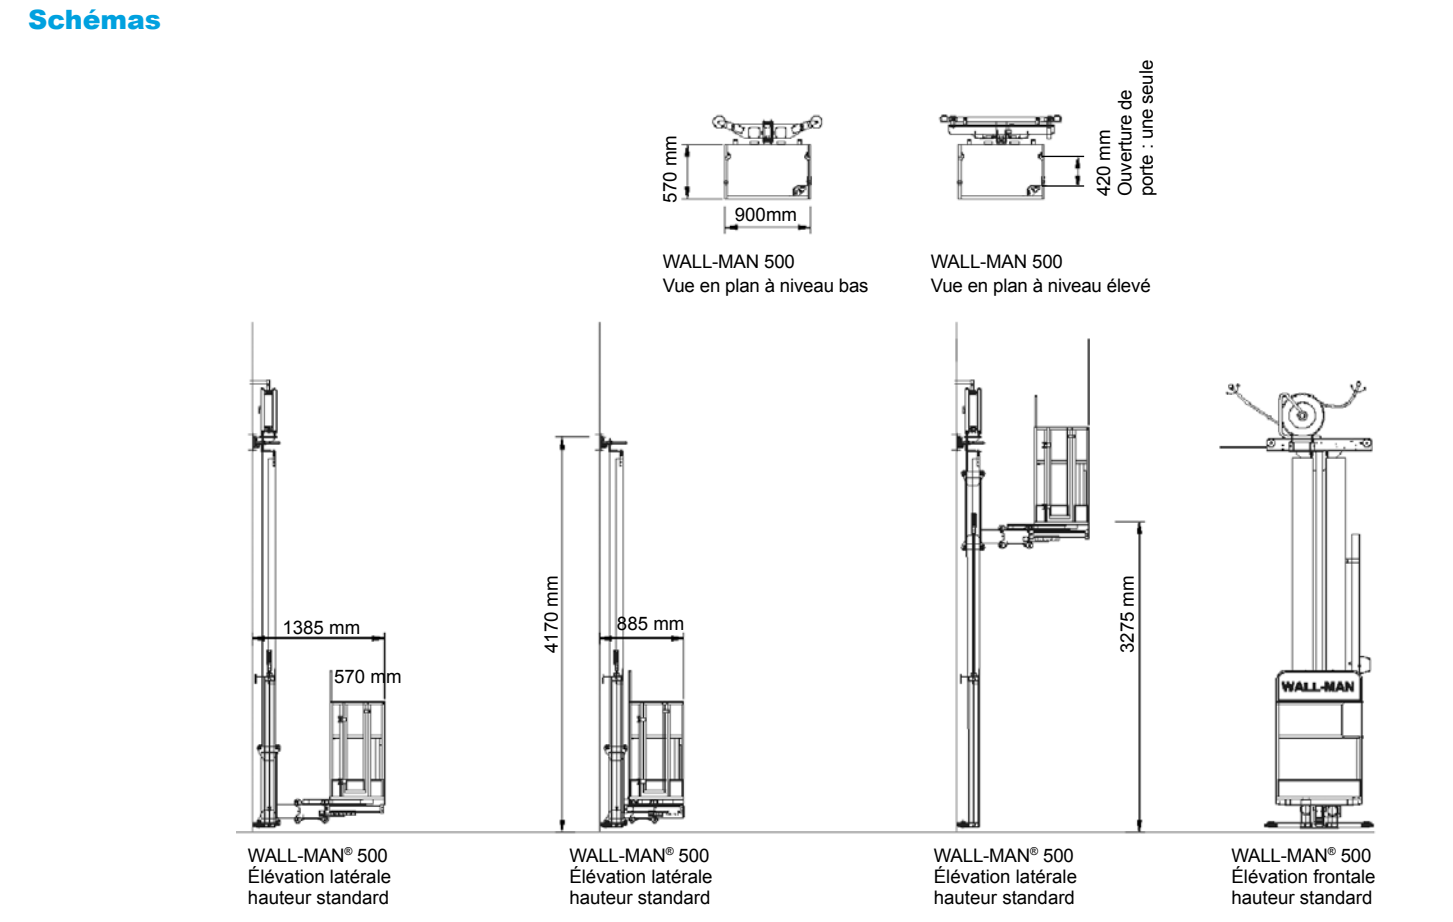 Schémas
570 mm
900mm
WALL-MAN 500
Vue en plan à niveau bas
420 mm
Ouverture de
porte : une seule
WALL-MAN 500
Vue en plan à niveau élevé
1385 mm
570 mm
4170 mm
885 mm
3275 mm
WALL-MAN
WALL-MAN® 500
Élévation latérale
hauteur standard
WALL-MAN® 500
Élévation latérale
hauteur standard
WALL-MAN® 500
Élévation latérale
hauteur standard
WALL-MAN® 500
Élévation frontale
hauteur standard